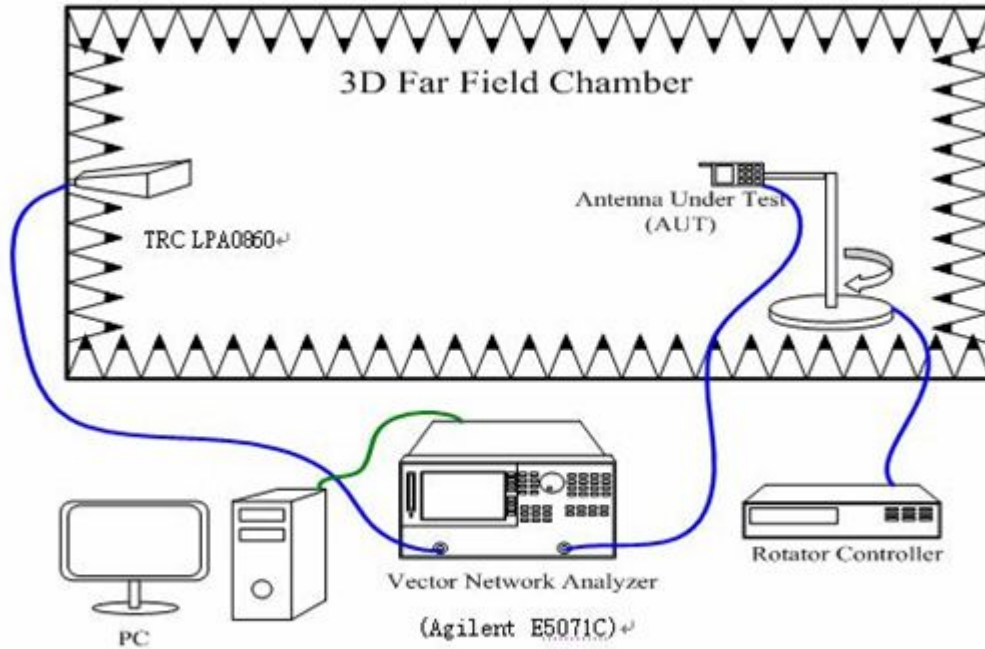 3D Far Field Chamber
TRC LPA0860↵
Antenna Under Test
(AUT)
Vector Network Analyzer
(Agilent E5071C)↵
Rotator Controller
PC